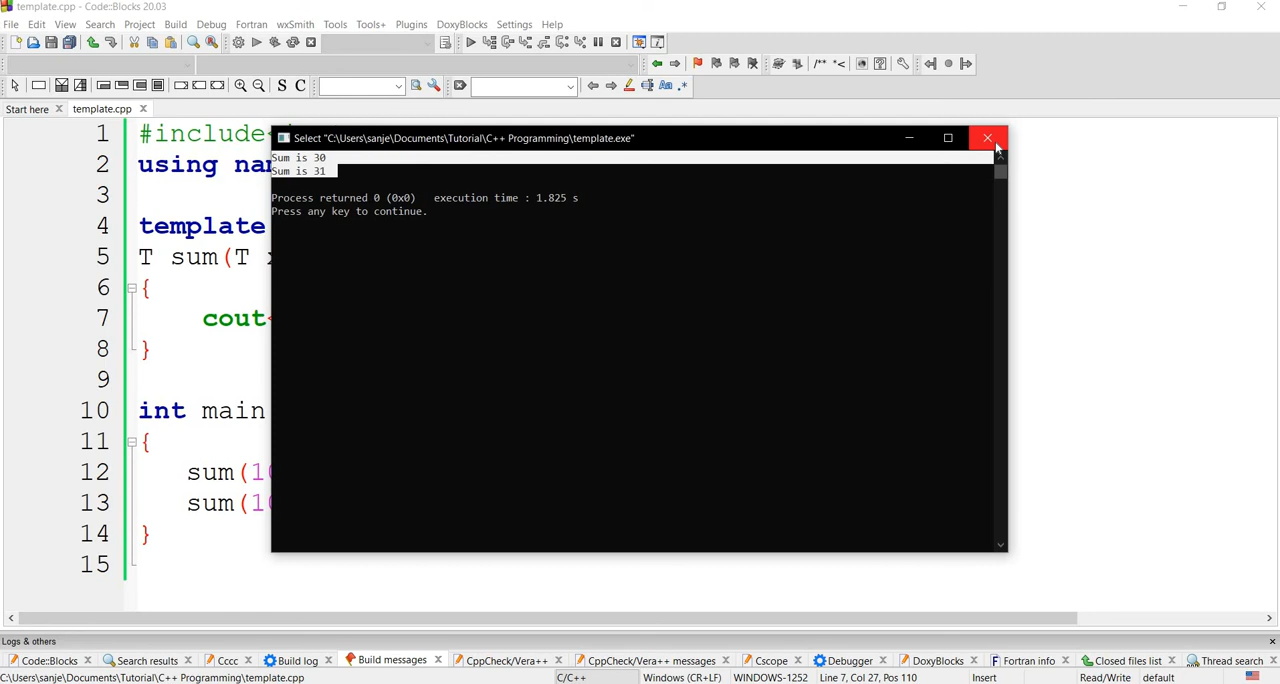 template.cpp - Code::Blocks 20.03
File Edit View Search Project Build Debug Fortran wxSmith Tools Tools+ Plugins DoxyBlocks Settings Help
/** *<
S C Aa .*
Start here template.cpp
1 #include<
2 using nam
3
4 template
5 T sum(T
6 {
7 cout<
8 }
9
10 int main
11 {
12 sum(10
13 sum(10
14 }
15
Select "C:\Users\sanje\Documents\Tutorial\C++ Programming\template.exe"
Sum is 30
Sum is 31
Process returned 0 (0x0)   execution time : 1.825 s
Press any key to continue.
Logs & others
Code::Blocks Search results Cccc Build log Build messages CppCheck/Vera++ CppCheck/Vera++ messages Cscope Debugger DoxyBlocks Fortran info Closed files list Thread search
C:\Users\sanje\Documents\Tutorial\C++ Programming\template.cpp C/C++ Windows (CR+LF) WINDOWS-1252 Line 7, Col 27, Pos 110 Insert Read/Write default